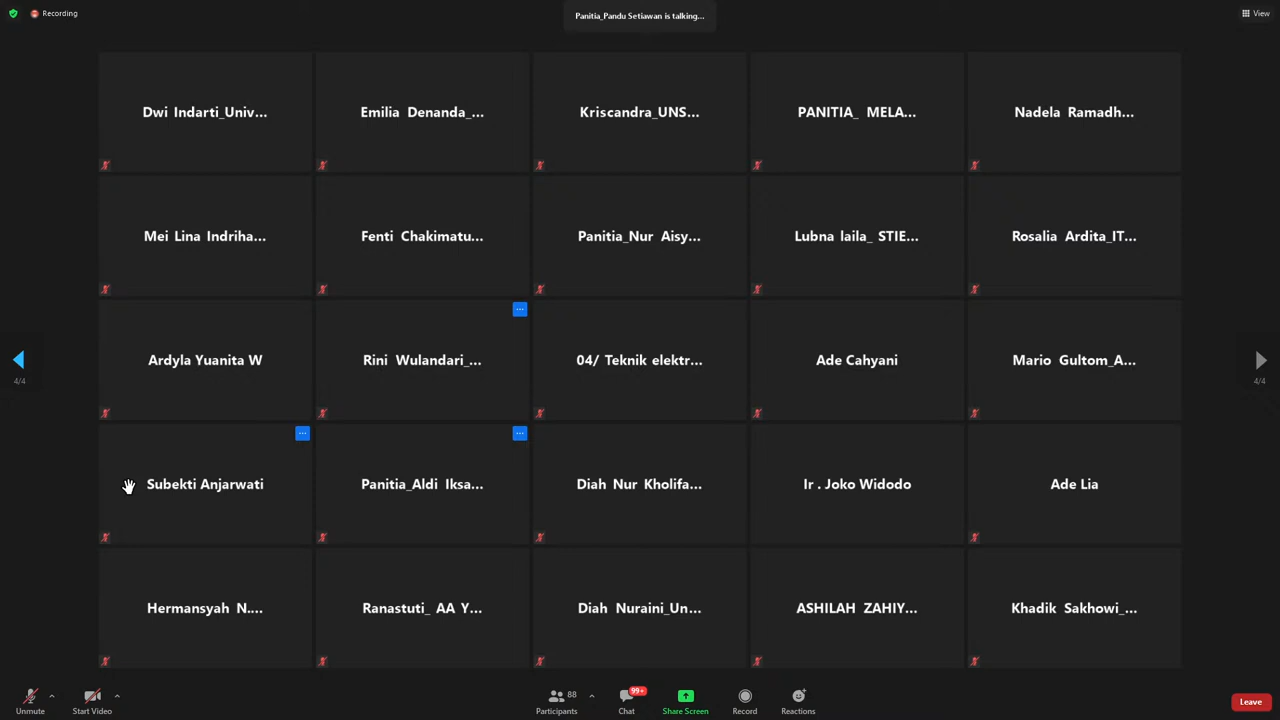 Recording
Panitia_Pandu Setiawan is talking...
View
Dwi Indarti_Univ...
Emilia Denanda_...
Kriscandra_UNS...
PANITIA_ MELA...
Nadela Ramadh...
Mei Lina Indriha...
Fenti Chakimatu...
Panitia_Nur Aisy...
Lubna laila_ STIE...
Rosalia Ardita_IT...
Ardyla Yuanita W
Rini Wulandari_...
04/ Teknik elektr...
Ade Cahyani
Mario Gultom_A...
4/4
4/4
Subekti Anjarwati
Panitia_Aldi Iksa...
Diah Nur Kholifa...
Ir . Joko Widodo
Ade Lia
Hermansyah N....
Ranastuti_ AA Y...
Diah Nuraini_Un...
ASHILAH ZAHIY...
Khadik Sakhowi_...
Unmute
Start Video
Participants
88
Chat
99+
Share Screen
Record
Reactions
Leave